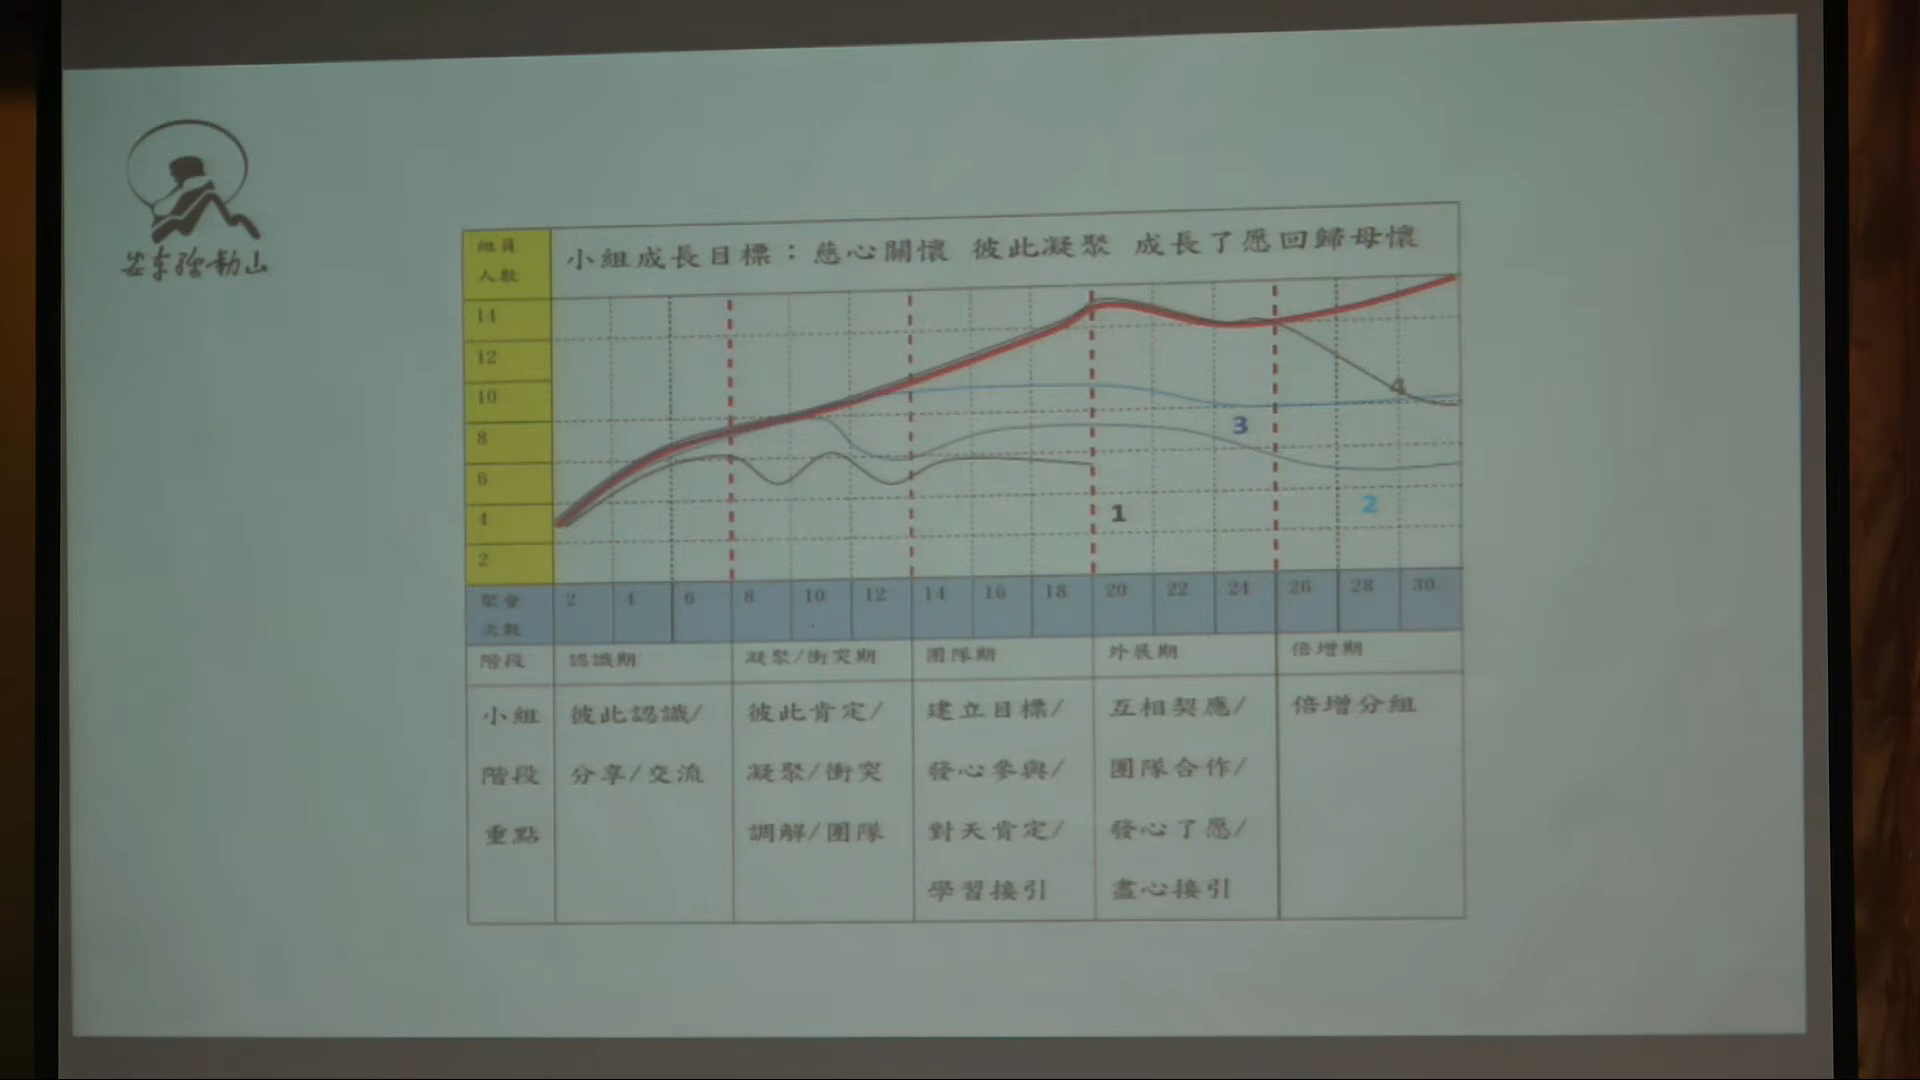 組員
人數
小組成長目標：慈心關懷 彼此凝聚 成長了愿回歸母懷
14
12
10
8
6
4
2
4
3
2
1
聚會
次數
2 4 6 8 10 12 14 16 18 20 22 24 26 28 30
階段 認識期 凝聚/衝突期 團隊期 外展期 倍增期
小組 彼此認識/ 彼此肯定/ 建立目標/ 互相契應/ 倍增分組
階段 分享/交流 凝聚/衝突 發心參與/ 團隊合作/
重點 調解/團隊 對天肯定/ 發心了愿/
學習接引 盡心接引